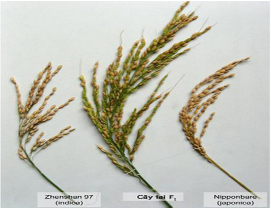 Zhenshan 97
(indica)
Cây lai F₁
Nipponbare
(japonica)